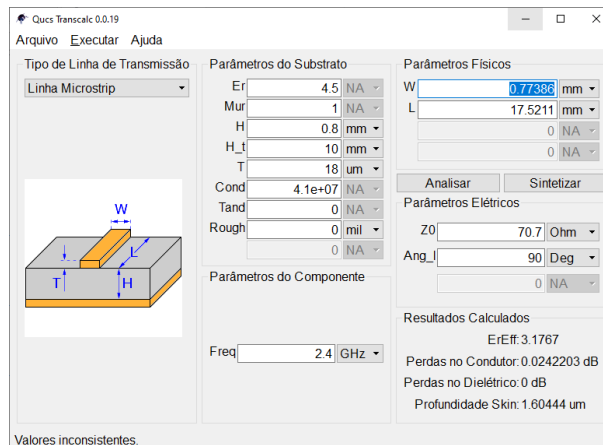 Qucs Transcalc 0.0.19
Arquivo Executar Ajuda
Tipo de Linha de Transmissão
Linha Microstrip
W
L
T
H
Parâmetros do Substrato
Er 4.5 NA
Mur 1 NA
H 0.8 mm
H_t 10 mm
T 18 um
Cond 4.1e+07 NA
Tand 0 NA
Rough 0 mil
0 NA
Parâmetros do Componente
Freq 2.4 GHz
Parâmetros Físicos
W 0.77386 mm
L 17.5211 mm
0 NA
0 NA
Analisar Sintetizar
Parâmetros Elétricos
Z0 70.7 Ohm
Ang_l 90 Deg
0 NA
Resultados Calculados
ErEff: 3.1767
Perdas no Condutor: 0.0242203 dB
Perdas no Dielétrico: 0 dB
Profundidade Skin: 1.60444 um
Valores inconsistentes.